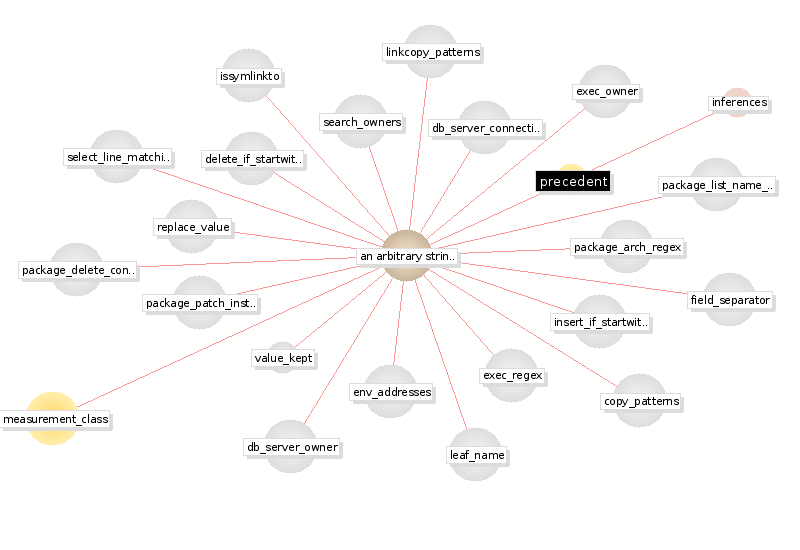 linkcopy_patterns
issymlinkto
exec_owner
inferences
search_owners
db_server_connecti..
select_line_matchi..
delete_if_startwit..
precedent
package_list_name_..
replace_value
package_arch_regex
an arbitrary strin..
package_delete_con..
package_patch_inst..
field_separator
insert_if_startwit..
value_kept
exec_regex
env_addresses
copy_patterns
measurement_class
db_server_owner
leaf_name